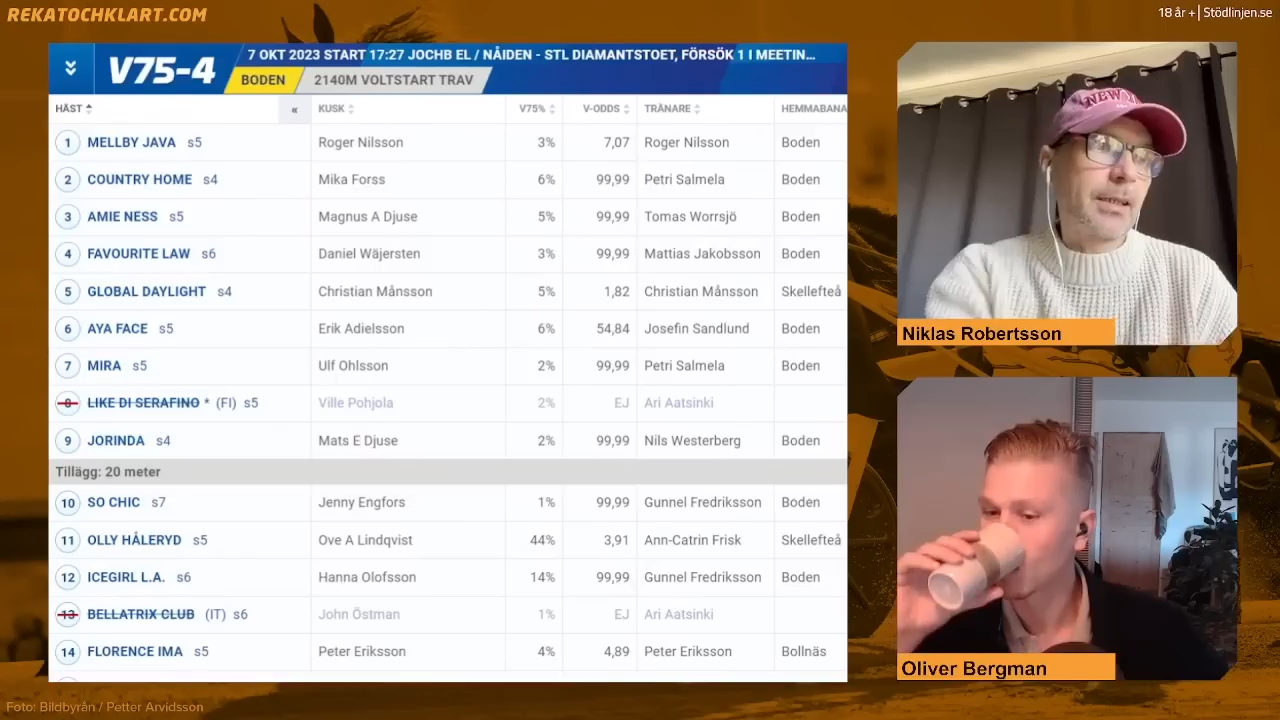 REKATOCHKLART.COM
18 år + | Stödlinjen.se
V75-4
7 OKT 2023 START 17:27 JOCHB EL / NÅIDEN - STL DIAMANTSTOET, FÖRSÖK 1 I MEETIN…
BODEN 2140M VOLTSTART TRAV
HÄST « KUSK V75% V-ODDS TRÄNARE HEMMABANA
1 MELLBY JAVA s5 Roger Nilsson 3% 7,07 Roger Nilsson Boden
2 COUNTRY HOME s4 Mika Forss 6% 99,99 Petri Salmela Boden
3 AMIE NESS s5 Magnus A Djuse 5% 99,99 Tomas Worrsjö Boden
4 FAVOURITE LAW s6 Daniel Wäjersten 3% 99,99 Mattias Jakobsson Boden
5 GLOBAL DAYLIGHT s4 Christian Månsson 5% 1,82 Christian Månsson Skellefteå
6 AYA FACE s5 Erik Adielsson 6% 54,84 Josefin Sandlund Boden
7 MIRA s5 Ulf Ohlsson 2% 99,99 Petri Salmela Boden
8 LIKE DI SERAFINO * (FI) s5 Ville Pohjola 2% EJ Ari Aatsinki
9 JORINDA s4 Mats E Djuse 2% 99,99 Nils Westerberg Boden
Tillägg: 20 meter
10 SO CHIC s7 Jenny Engfors 1% 99,99 Gunnel Fredriksson Boden
11 OLLY HÅLERYD s5 Ove A Lindqvist 44% 3,91 Ann-Catrin Frisk Skellefteå
12 ICEGIRL L.A. s6 Hanna Olofsson 14% 99,99 Gunnel Fredriksson Boden
13 BELLATRIX CLUB (IT) s6 John Östman 1% EJ Ari Aatsinki
14 FLORENCE IMA s5 Peter Eriksson 4% 4,89 Peter Eriksson Bollnäs
NEW Y
Niklas Robertsson
Oliver Bergman
Foto: Bildbyrån / Petter Arvidsson